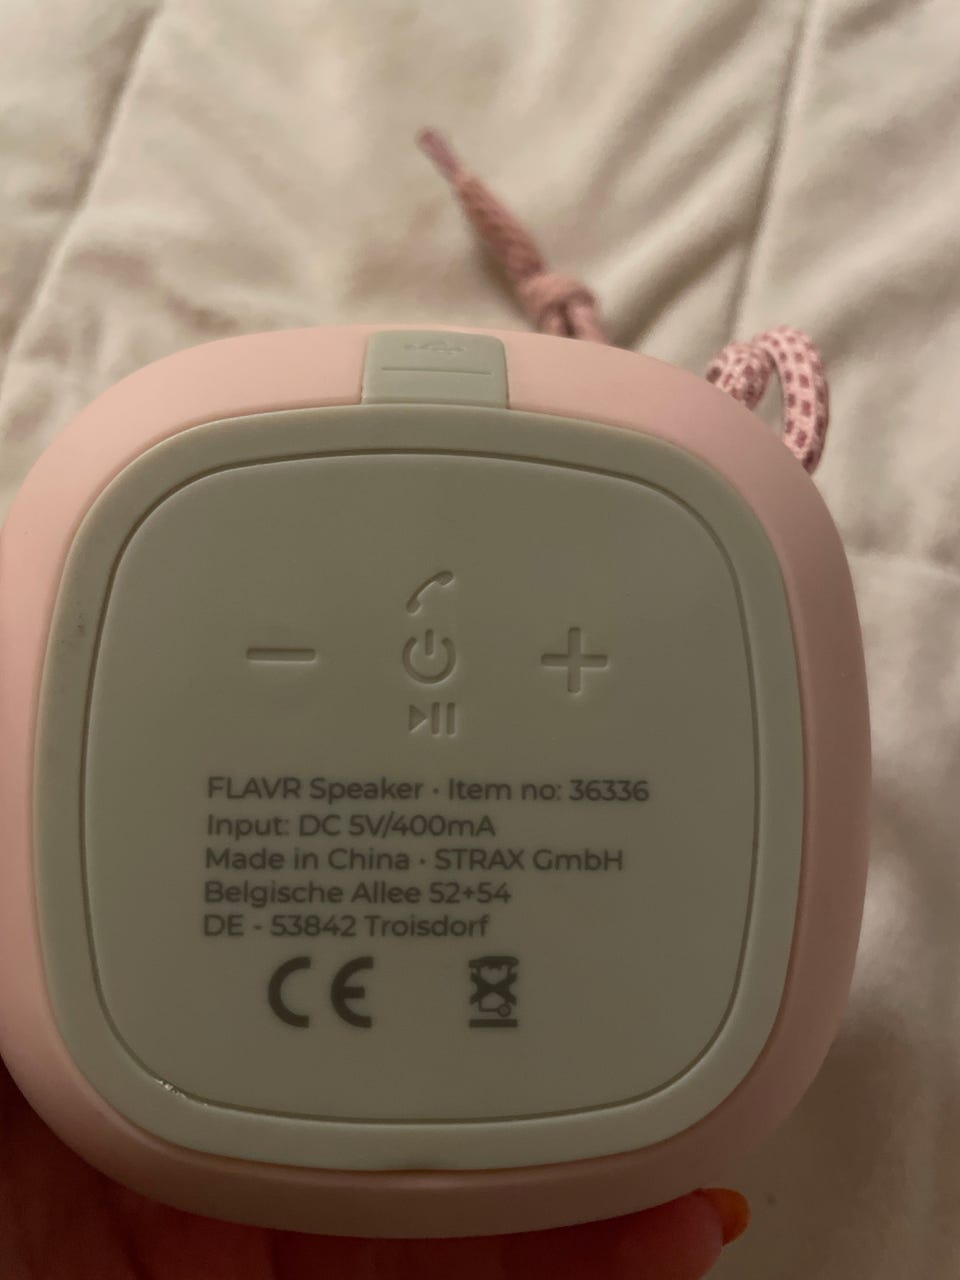 FLAVR Speaker · Item no: 36336
Input: DC 5V/400mA
Made in China · STRAX GmbH
Belgische Allee 52+54
DE - 53842 Troisdorf
CE